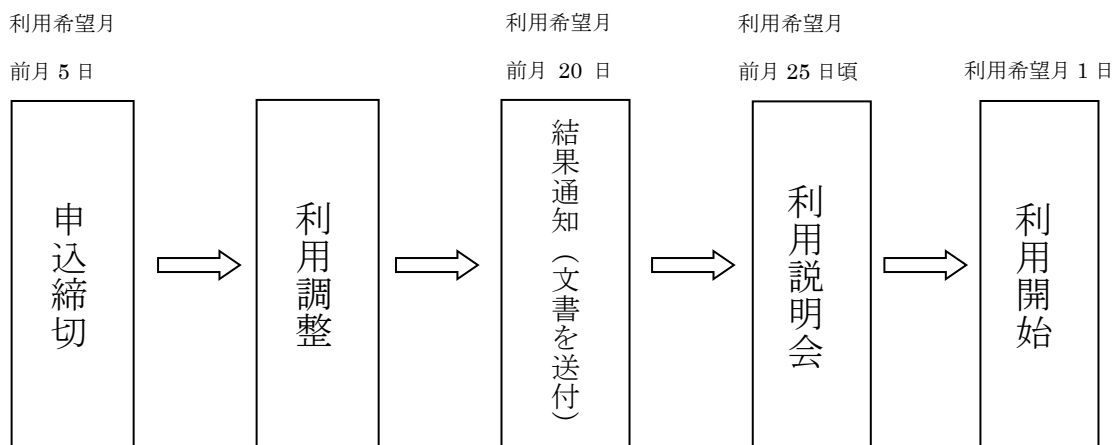 利用希望月
前月 5 日
利用希望月
前月 20 日
利用希望月
前月 25 日頃
利用希望月 1 日
申込締切
利用調整
結果通知（文書を送付）
利用説明会
利用開始